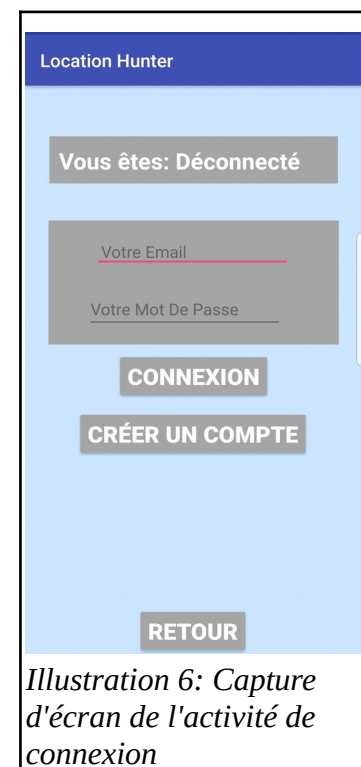 Location Hunter
Vous êtes: Déconnecté
Votre Email
Votre Mot De Passe
CONNEXION
CRÉER UN COMPTE
RETOUR
Illustration 6: Capture
d'écran de l'activité de
connexion